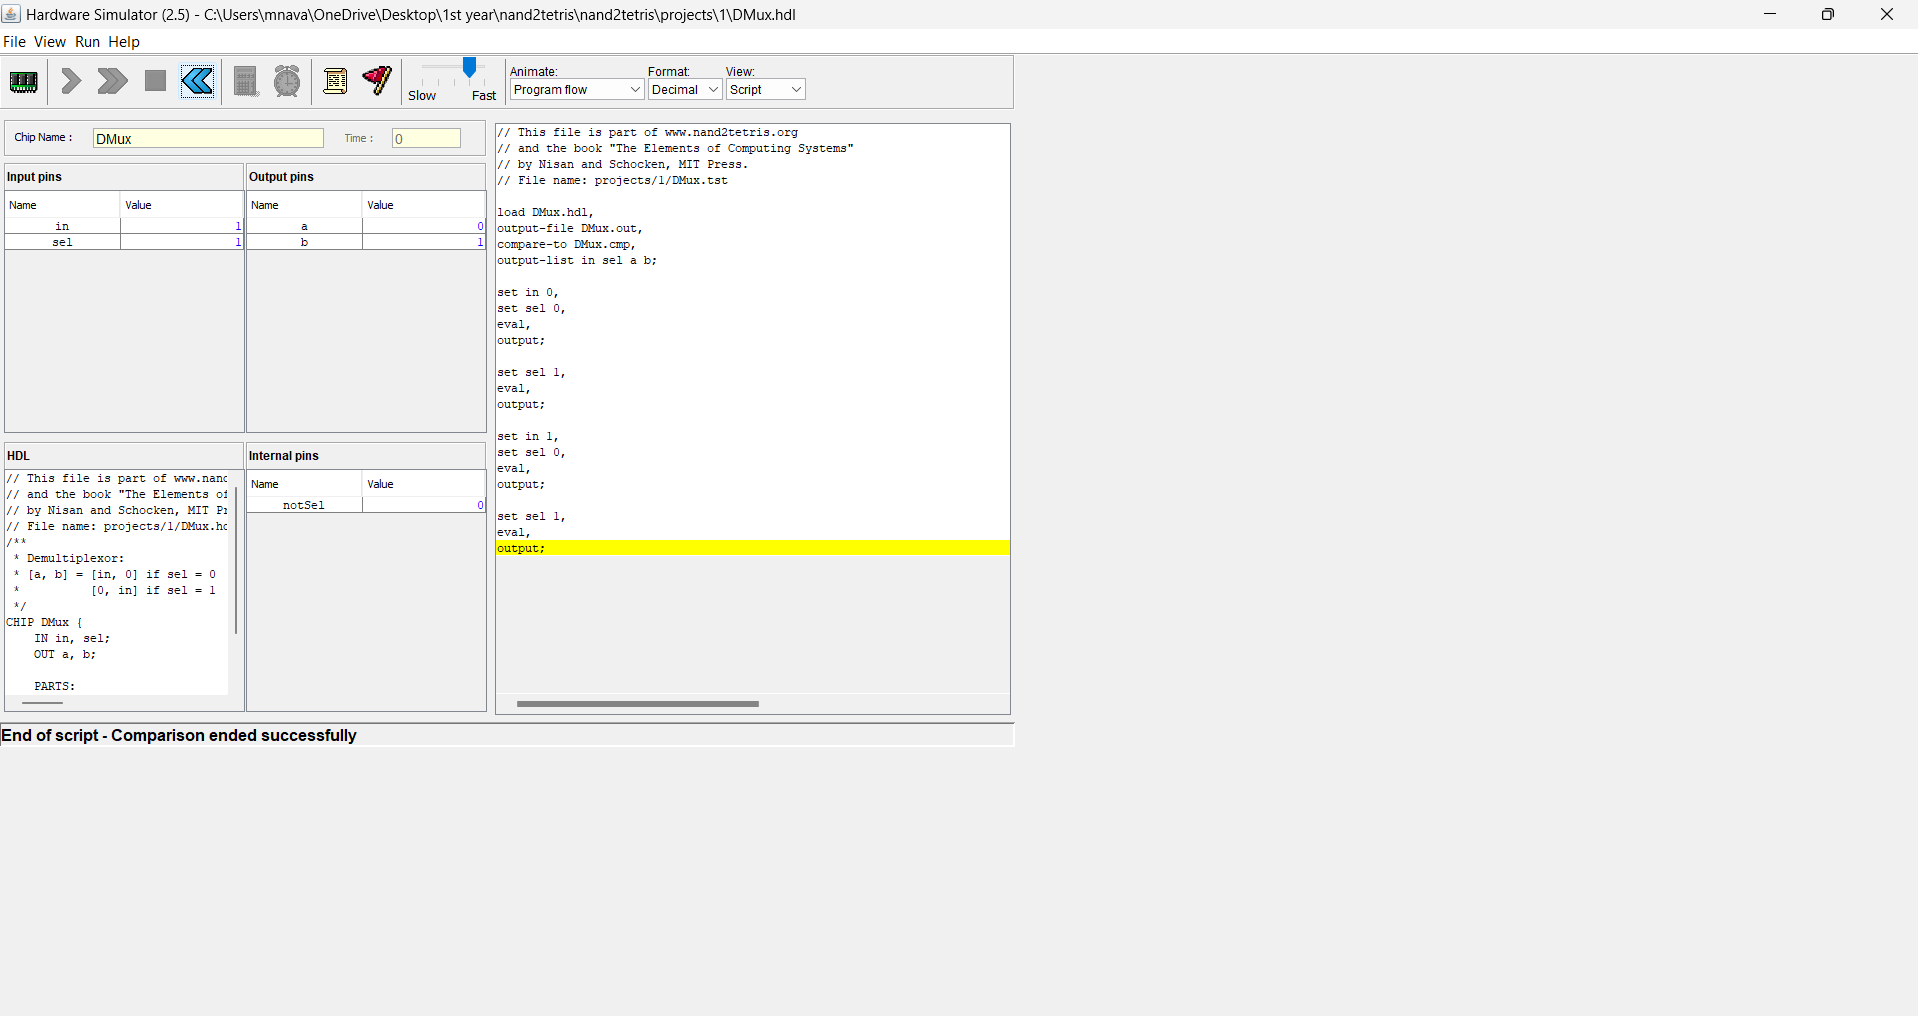 Hardware Simulator (2.5) - C:\Users\mnava\OneDrive\Desktop\1st year\nand2tetris\nand2tetris\projects\1\DMux.hdl
File View Run Help
Slow Fast
Animate: Format: View:
Program flow Decimal Script
Chip Name : DMux Time : 0
Input pins
Name Value
in 1
sel 1
Output pins
Name Value
a 0
b 1
HDL
// This file is part of www.nand
// and the book "The Elements of
// by Nisan and Schocken, MIT Pr
// File name: projects/1/DMux.hd
/**
* Demultiplexor:
* [a, b] = [in, 0] if sel = 0
* [0, in] if sel = 1
*/
CHIP DMux {
IN in, sel;
OUT a, b;
PARTS:
Internal pins
Name Value
notSel 0
// This file is part of www.nand2tetris.org
// and the book "The Elements of Computing Systems"
// by Nisan and Schocken, MIT Press.
// File name: projects/1/DMux.tst
load DMux.hdl,
output-file DMux.out,
compare-to DMux.cmp,
output-list in sel a b;
set in 0,
set sel 0,
eval,
output;
set sel 1,
eval,
output;
set in 1,
set sel 0,
eval,
output;
set sel 1,
eval,
output;
End of script - Comparison ended successfully